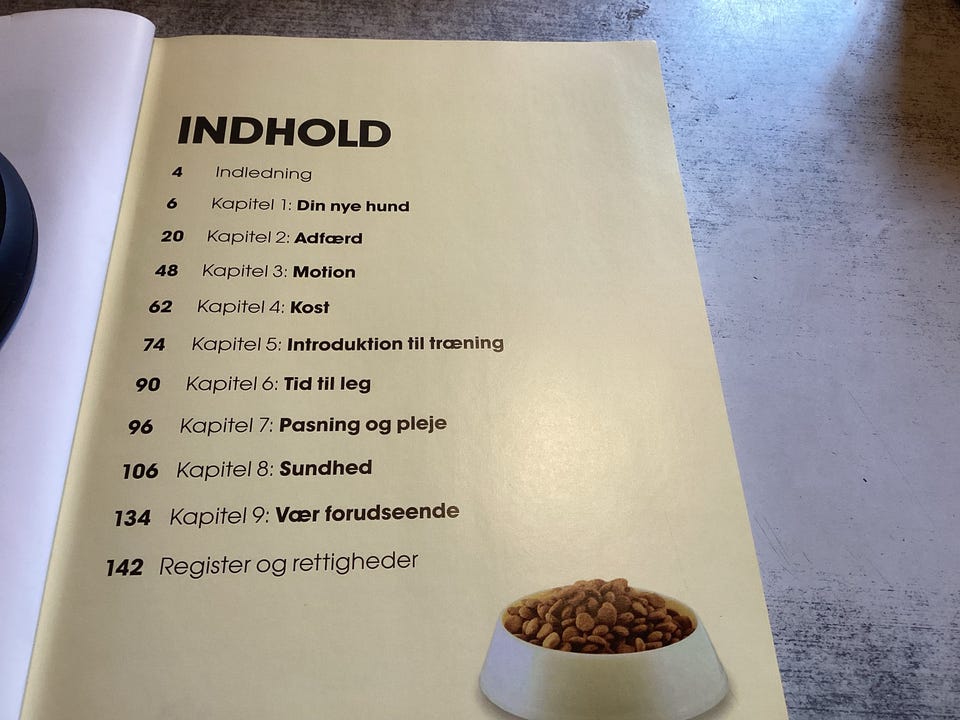 INDHOLD
4 Indledning
6 Kapitel 1: Din nye hund
20 Kapitel 2: Adfærd
48 Kapitel 3: Motion
62 Kapitel 4: Kost
74 Kapitel 5: Introduktion til træning
90 Kapitel 6: Tid til leg
96 Kapitel 7: Pasning og pleje
106 Kapitel 8: Sundhed
134 Kapitel 9: Vær forudseende
142 Register og rettigheder